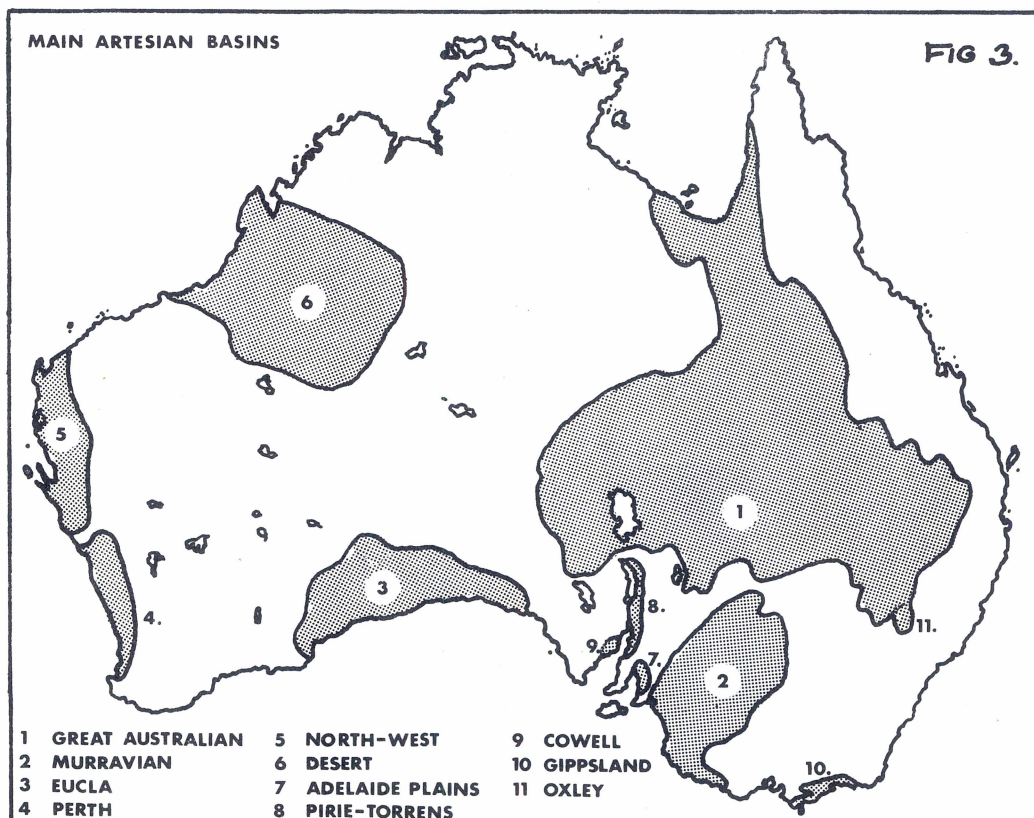 MAIN ARTESIAN BASINS
FIG 3.
6
5
1
3
4.
8.
11.
9.
7.
2
10.
1 GREAT AUSTRALIAN
2 MURRAVIAN
3 EUCLA
4 PERTH
5 NORTH-WEST
6 DESERT
7 ADELAIDE PLAINS
8 PIRIE-TORRENS
9 COWELL
10 GIPPSLAND
11 OXLEY